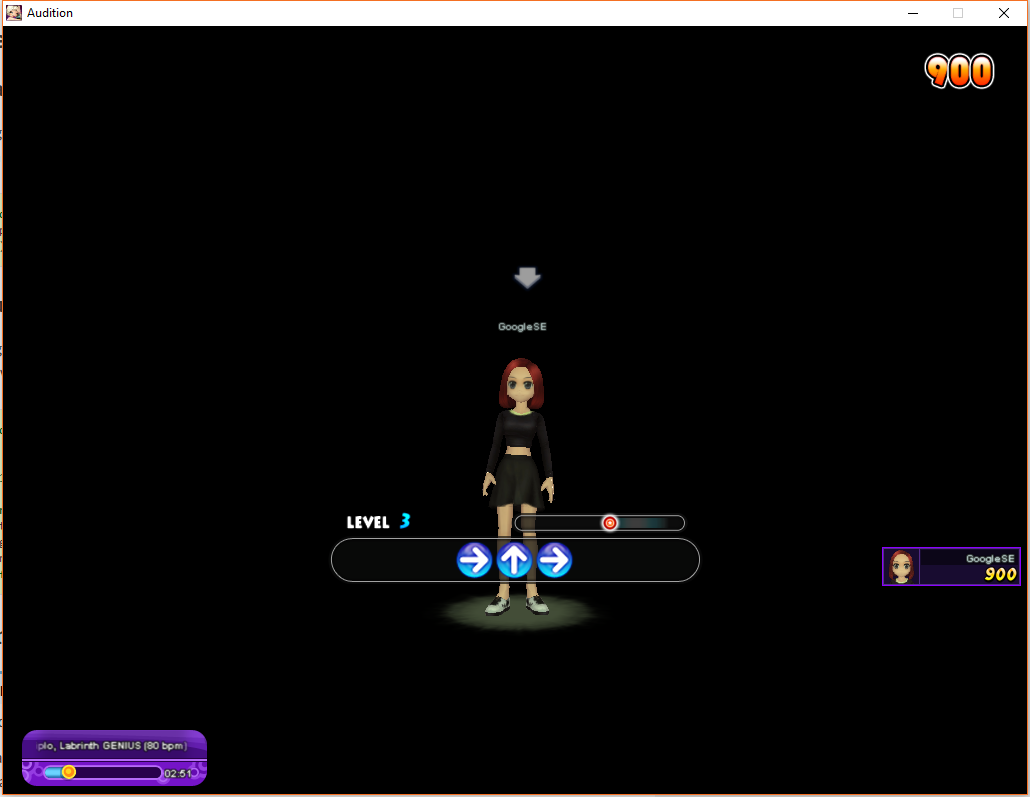 Audition
900
GoogleSE
LEVEL 3
GoogleSE
900
plo, Labrinth GENIUS (80 bpm)
02:51